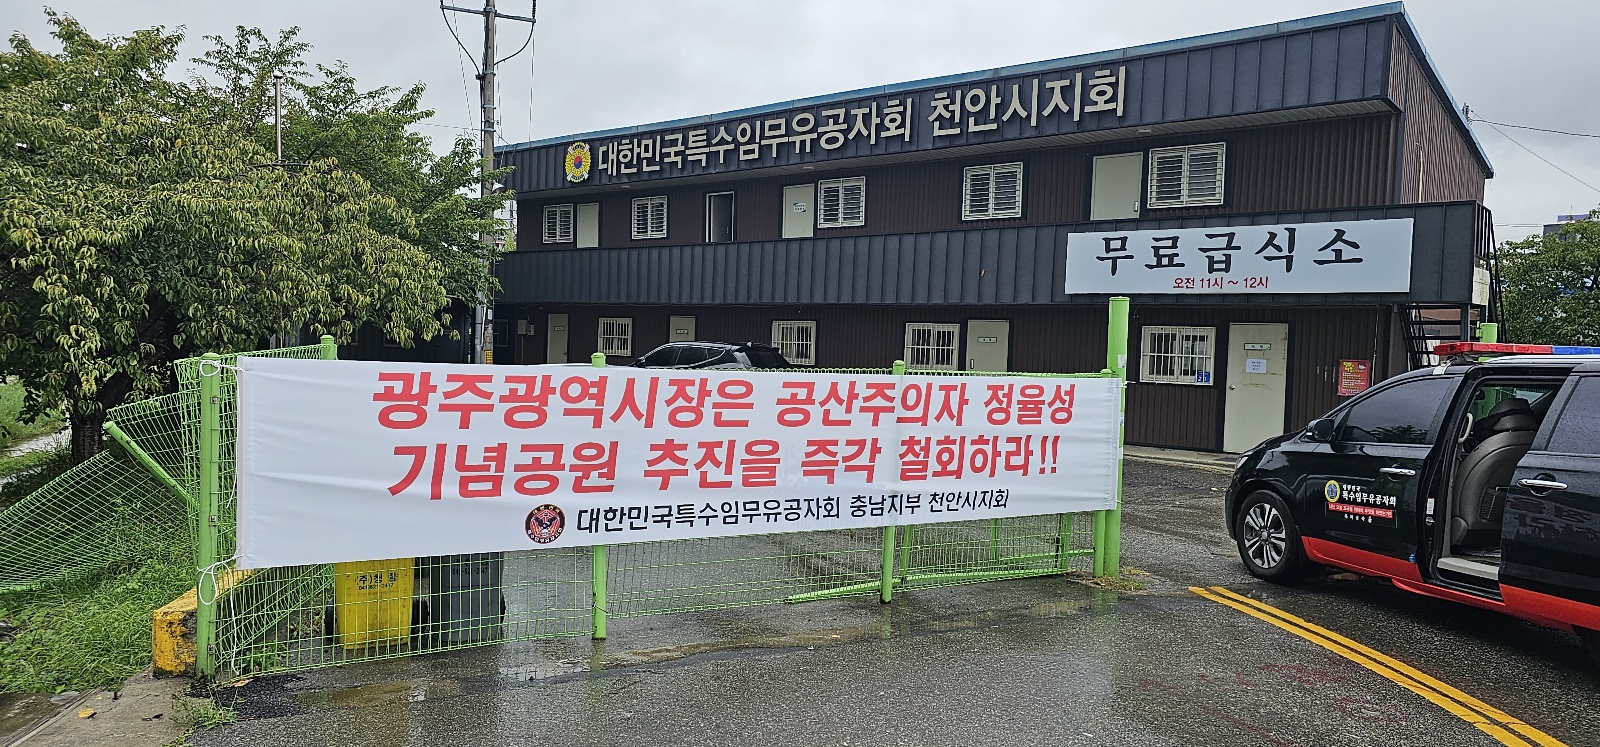 대한민국특수임무유공자회 천안시지회
무료급식소
오전 11시 ~ 12시
광주광역시장은 공산주의자 정율성
기념공원 추진을 즉각 철회하라!!
대한민국특수임무유공자회 충남지부 천안시지회
대한민국
특수임무유공자회